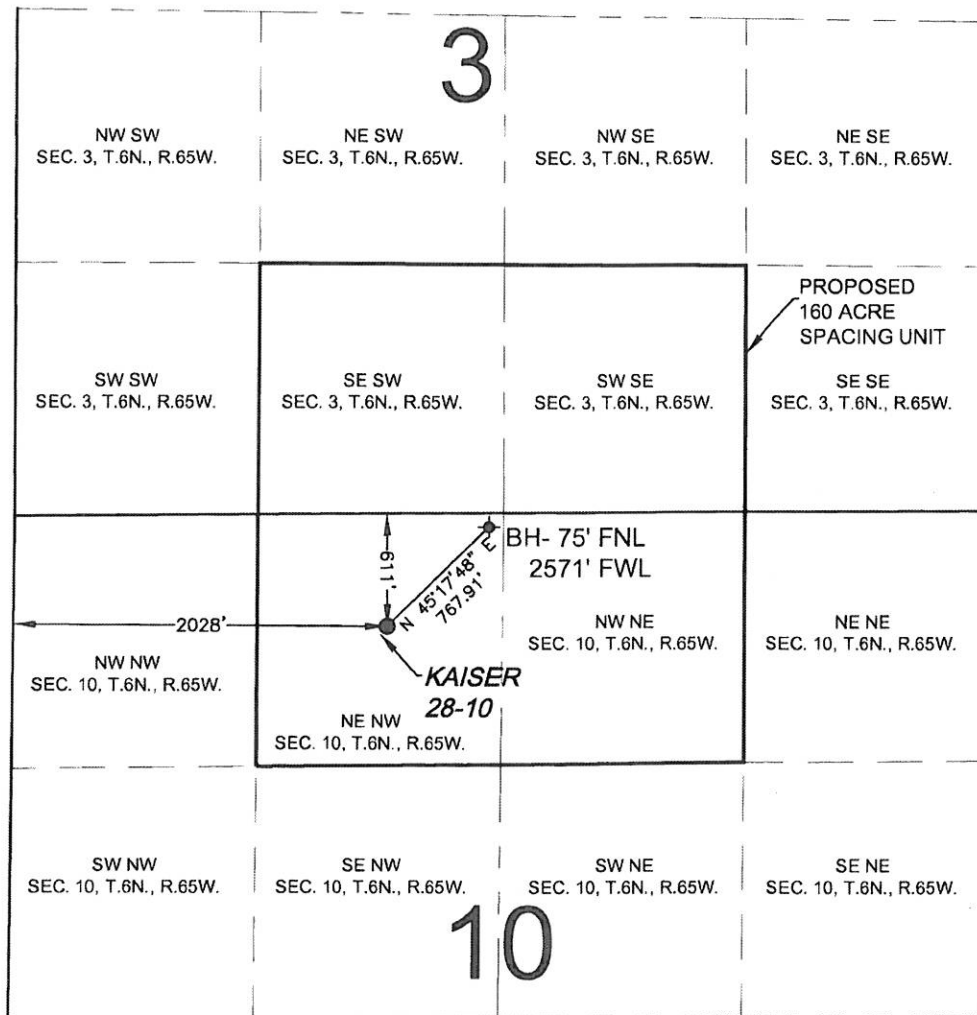 3
NW SW
SEC. 3, T.6N., R.65W.
NE SW
SEC. 3, T.6N., R.65W.
NW SE
SEC. 3, T.6N., R.65W.
NE SE
SEC. 3, T.6N., R.65W.
PROPOSED
160 ACRE
SPACING UNIT
SW SW
SEC. 3, T.6N., R.65W.
SE SW
SEC. 3, T.6N., R.65W.
SW SE
SEC. 3, T.6N., R.65W.
SE SE
SEC. 3, T.6N., R.65W.
611'
N 45°17'48" E
767.91'
BH- 75' FNL
2571' FWL
2028'
NW NW
SEC. 10, T.6N., R.65W.
KAISER
28-10
NE NW
SEC. 10, T.6N., R.65W.
NW NE
SEC. 10, T.6N., R.65W.
NE NE
SEC. 10, T.6N., R.65W.
SW NW
SEC. 10, T.6N., R.65W.
SE NW
SEC. 10, T.6N., R.65W.
SW NE
SEC. 10, T.6N., R.65W.
SE NE
SEC. 10, T.6N., R.65W.
10